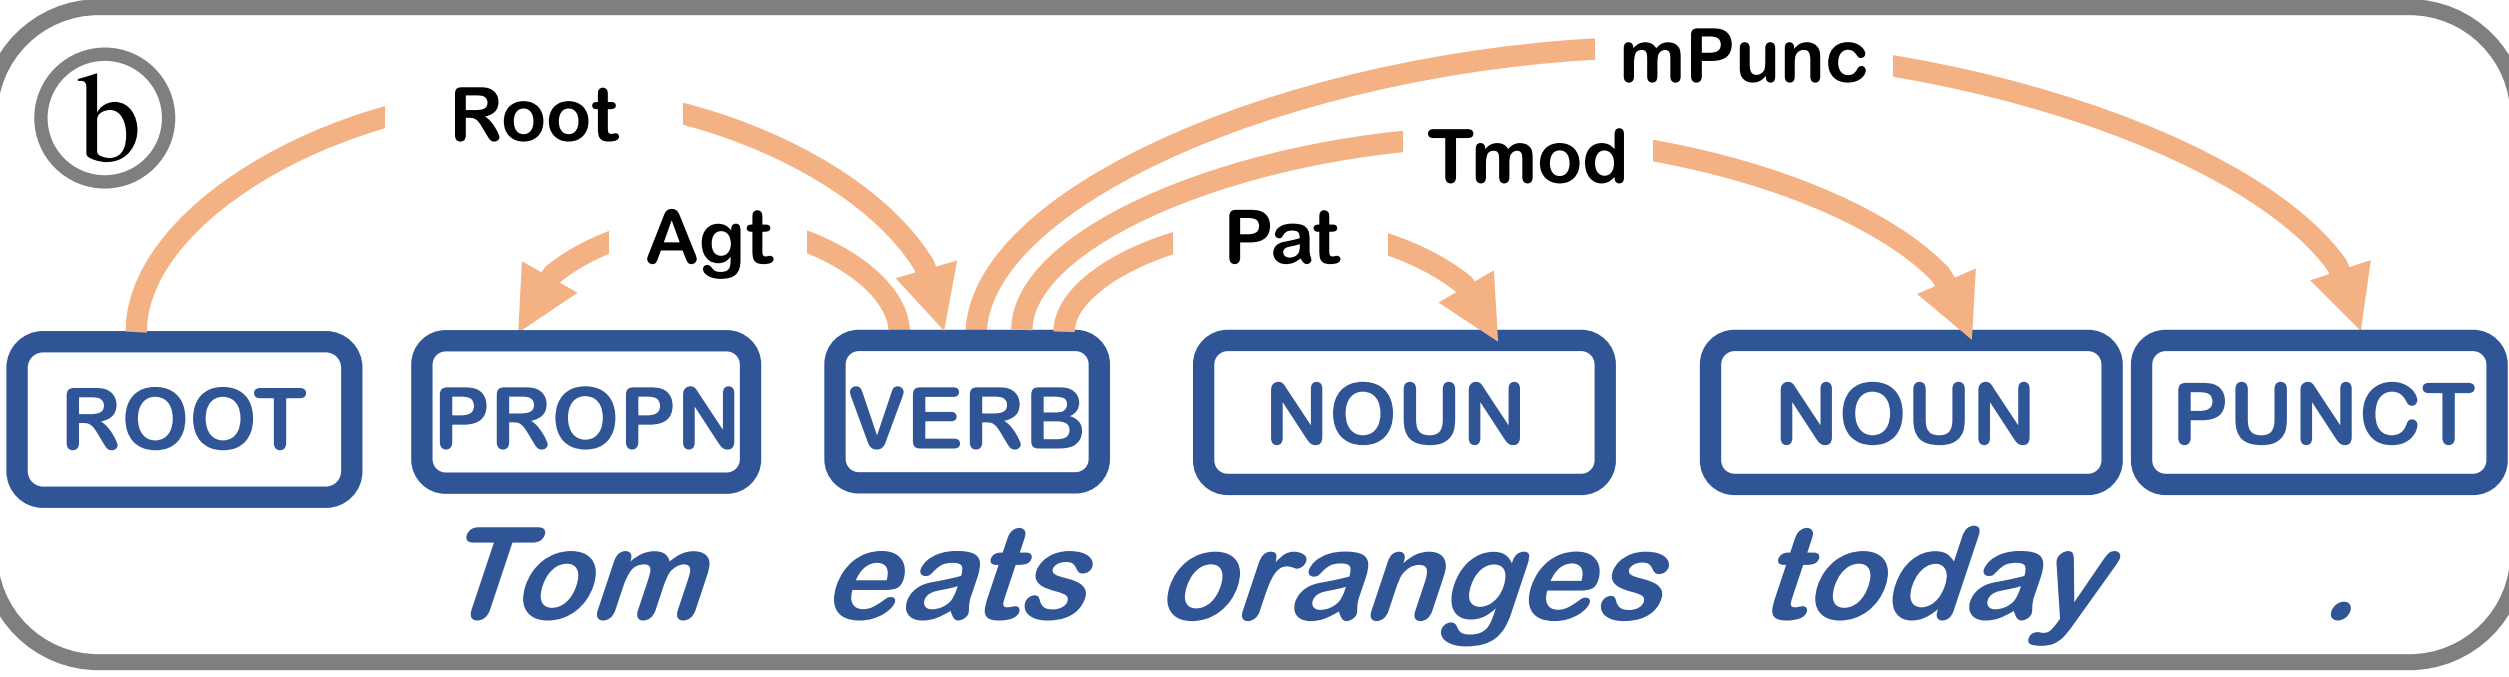 mPunc
b Root
Tmod
Agt Pat
ROOT PROPN VERB NOUN NOUN PUNCT
Tom eats oranges today .